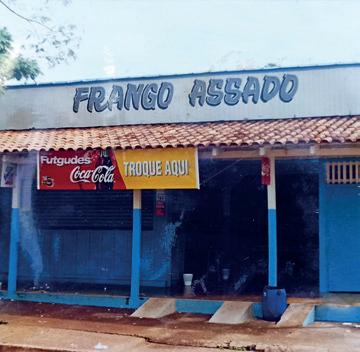 FRANGO ASSADO
Futgudes
Coca-Cola
TROQUE AQUI